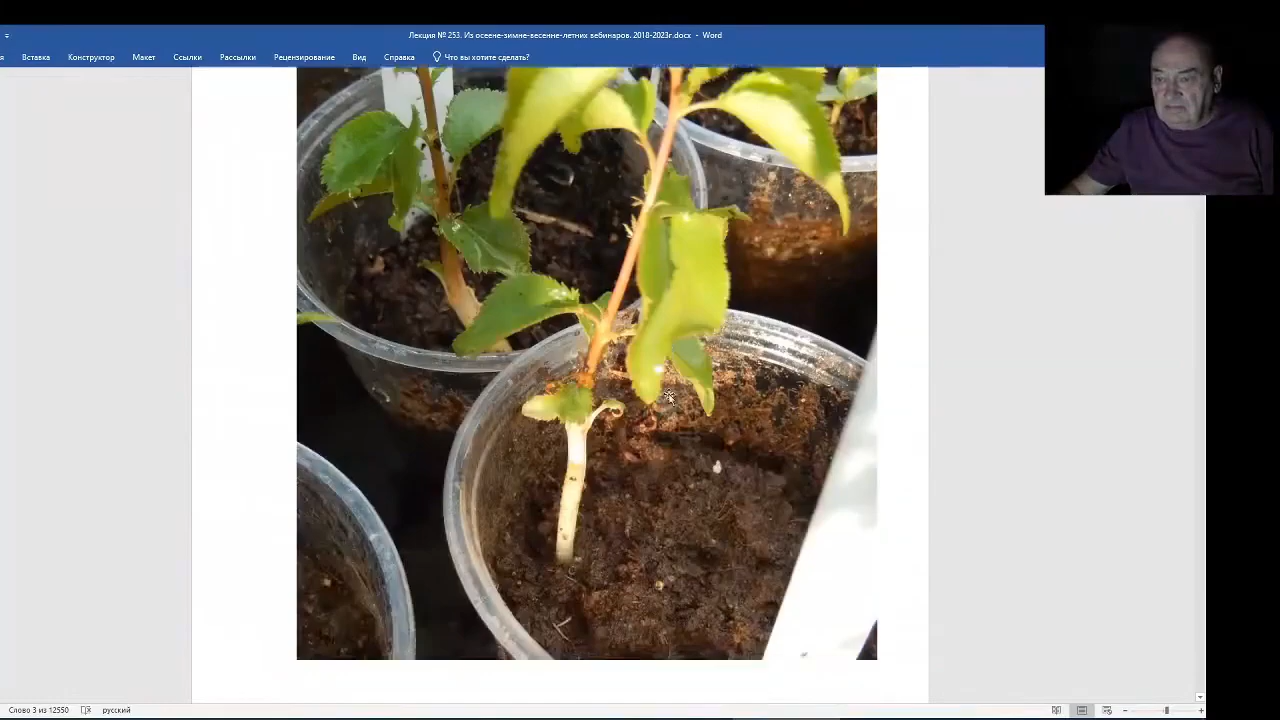 Лекция № 253. Из осеене-зимне-весенне-летних вебинаров. 2018-2023г.docx - Word
Вставка Конструктор Макет Ссылки Рассылки Рецензирование Вид Справка Что вы хотите сделать?
Слово 3 из 12550 русский